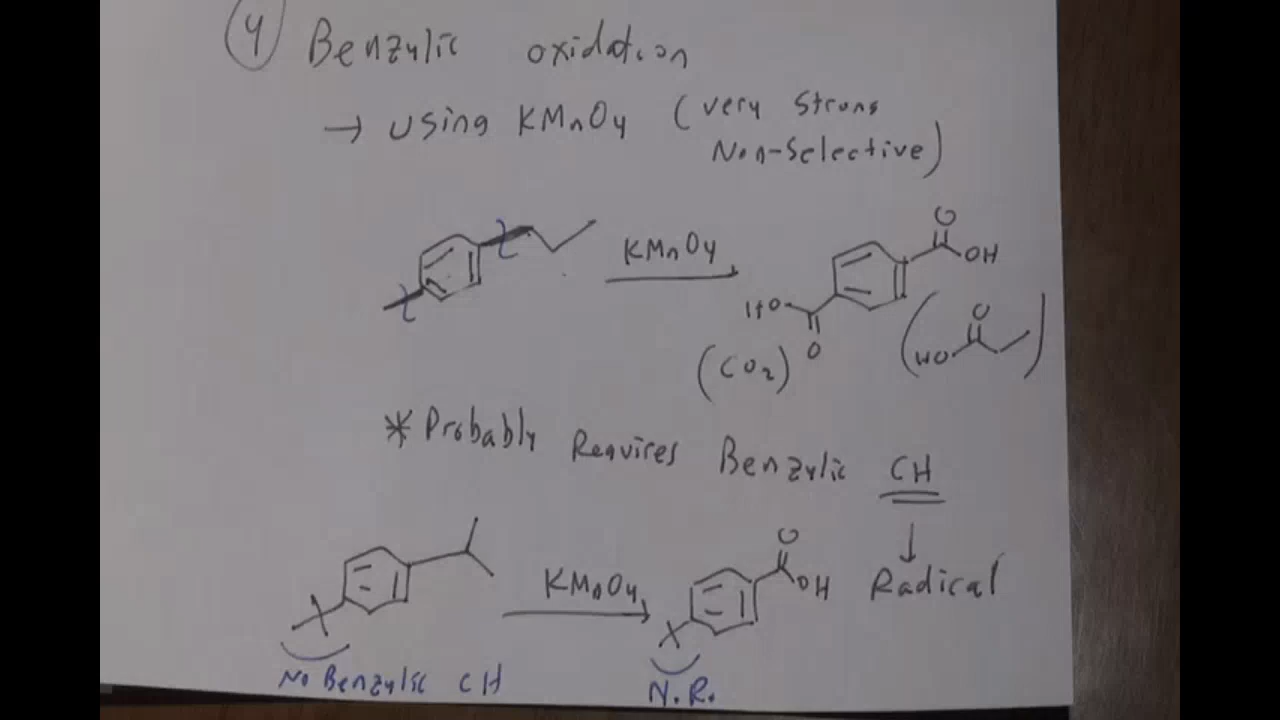 ④ Benzylic oxidation
→ using KMnO4 (very strong
Non-Selective)
KMnO4
O
OH
HO
O
(CO2)
(HO O)
* Probably Requires Benzylic CH
↓
Radical
KMnO4
O
OH
No Benzylic CH
N.R.